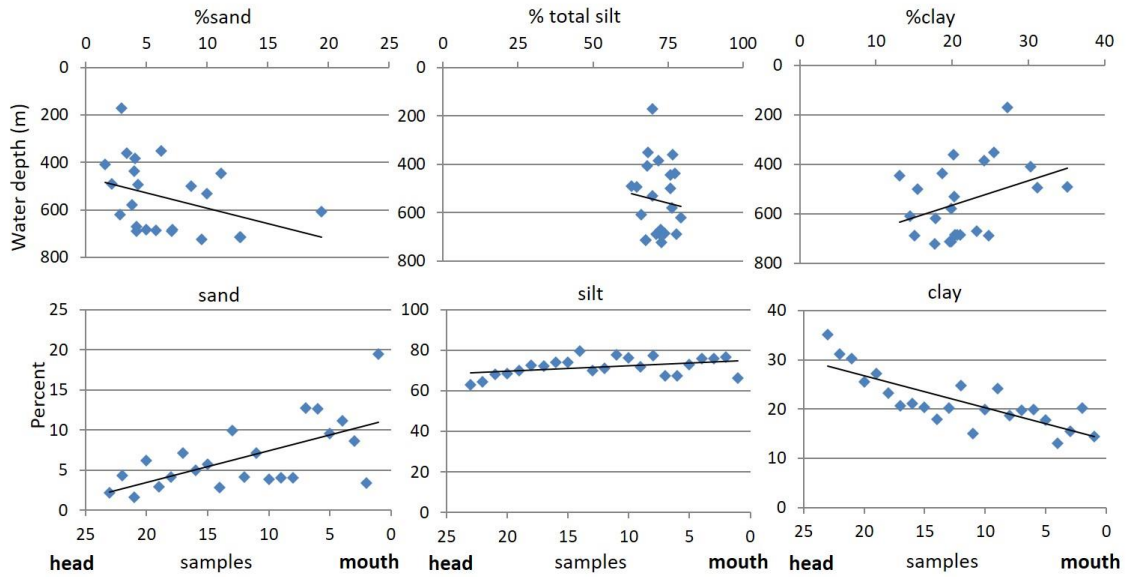 %sand % total silt %clay
0 5 10 15 20 25 0 25 50 75 100 0 10 20 30 40
0 0 0
200 200 200
400 400 400
600 600 600
800 800 800
Water depth (m)
sand silt clay
25 100 40
20 80 30
15 60 20
10 40 10
5 20 0
0 0
Percent
25 20 15 10 5 0 25 20 15 10 5 0 25 20 15 10 5 0
head samples mouth head samples mouth head samples mouth